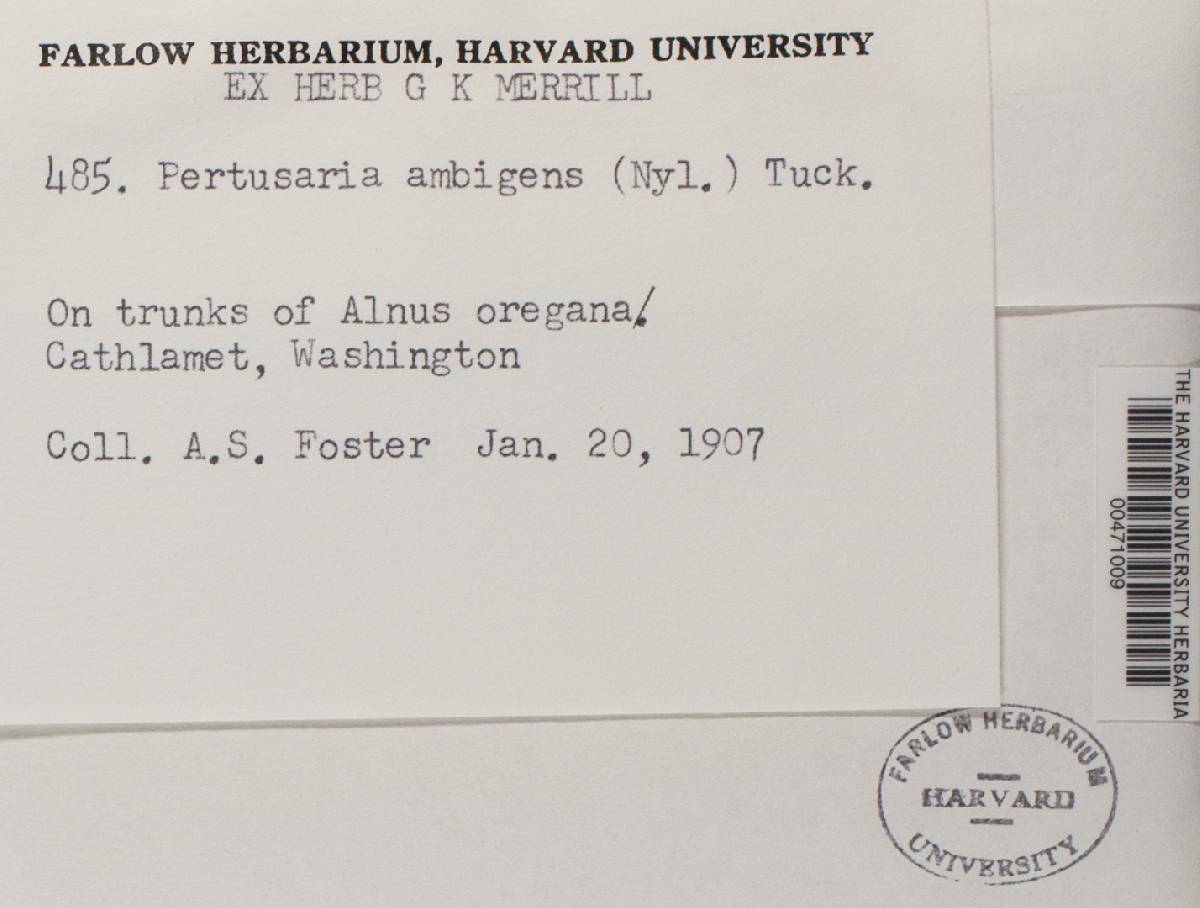 FARLOW HERBARIUM, HARVARD UNIVERSITY
EX HERB G K MERRILL
485. Pertusaria ambigens (Nyl.) Tuck.
On trunks of Alnus oregana.
Cathlamet, Washington
Coll. A.S. Foster Jan. 20, 1907
THE HARVARD UNIVERSITY HERBARIA
00471009
FARLOW HERBARIUM
HARVARD
UNIVERSITY